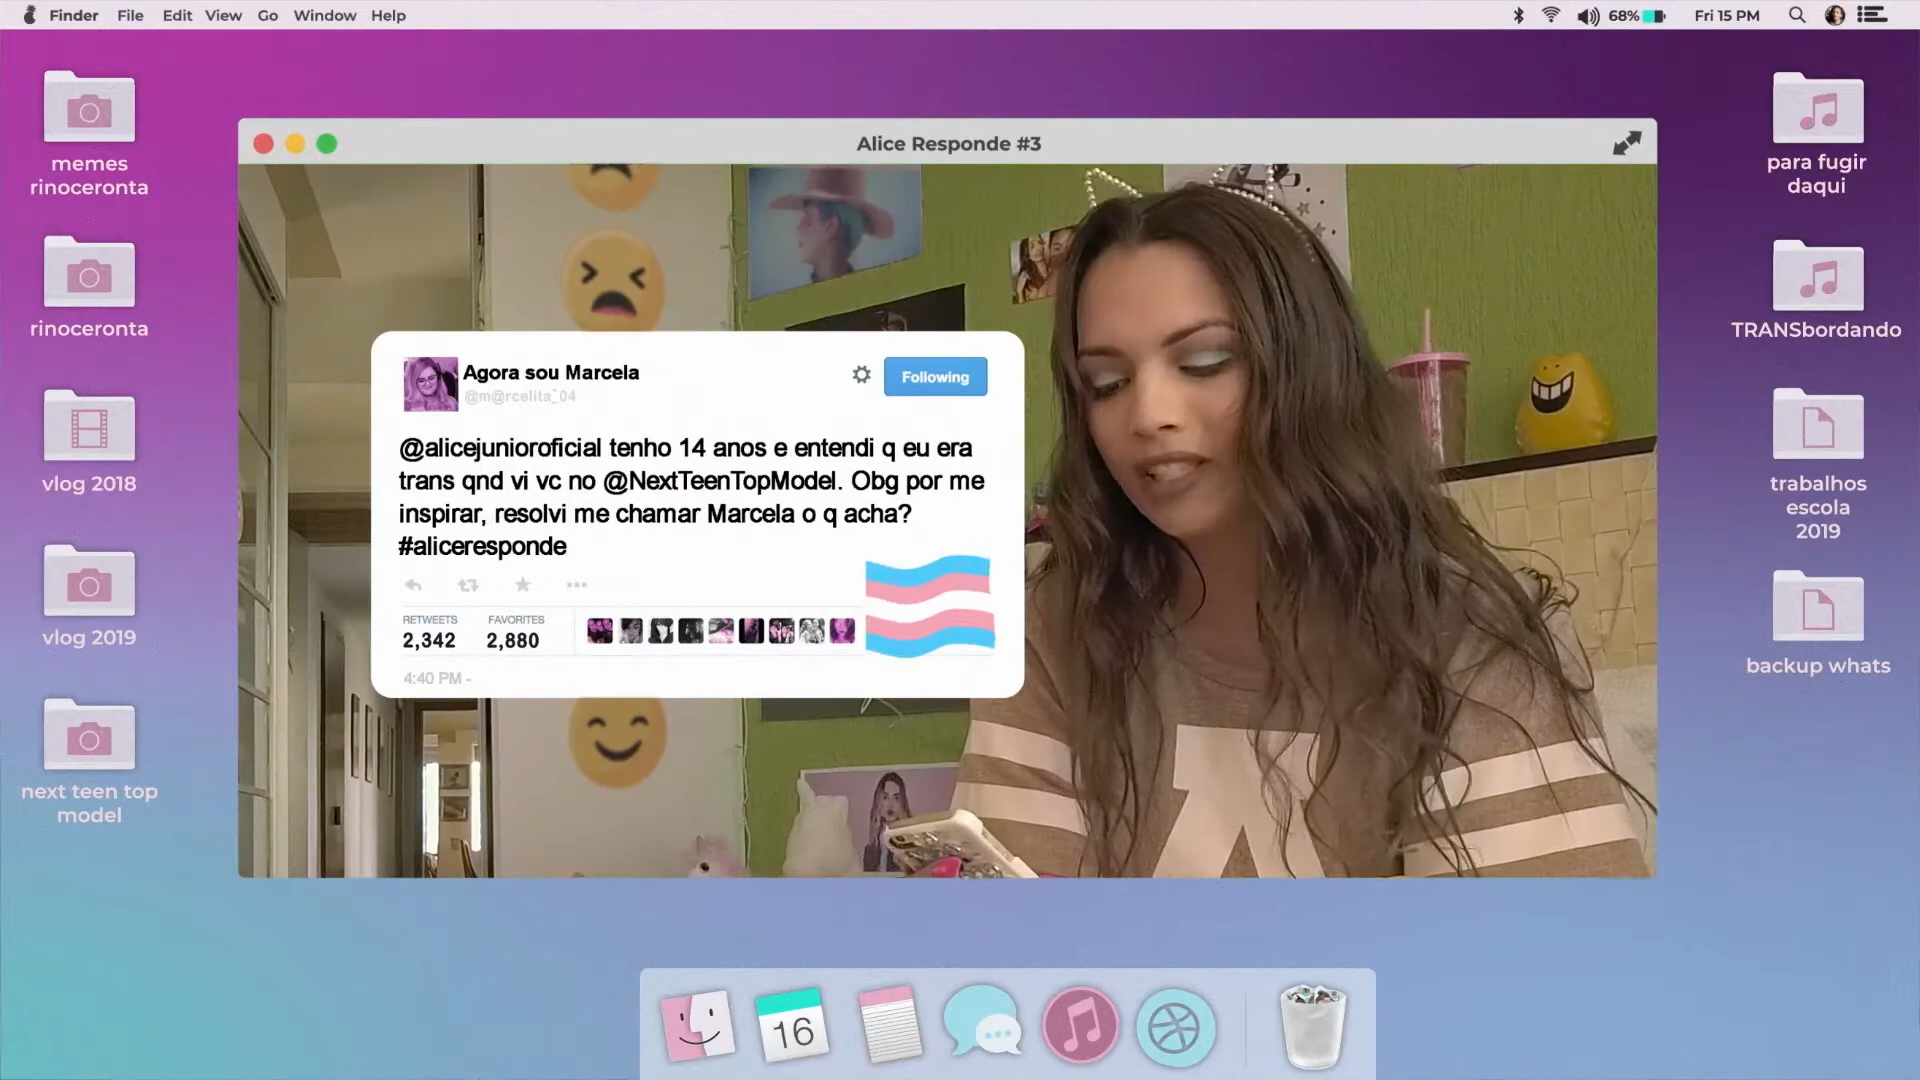 Finder File Edit View Go Window Help
68% Fri 15 PM
Alice Responde #3
memes
rinoceronta
rinoceronta
vlog 2018
vlog 2019
next teen top
model
Agora sou Marcela
@m@rcelita_04
Following
@alicejunioroficial tenho 14 anos e entendi q eu era
trans qnd vi vc no @NextTeenTopModel. Obg por me
inspirar, resolvi me chamar Marcela o q acha?
#aliceresponde
RETWEETS FAVORITES
2,342 2,880
4:40 PM -
para fugir
daqui
TRANSbordando
trabalhos
escola
2019
backup whats
16